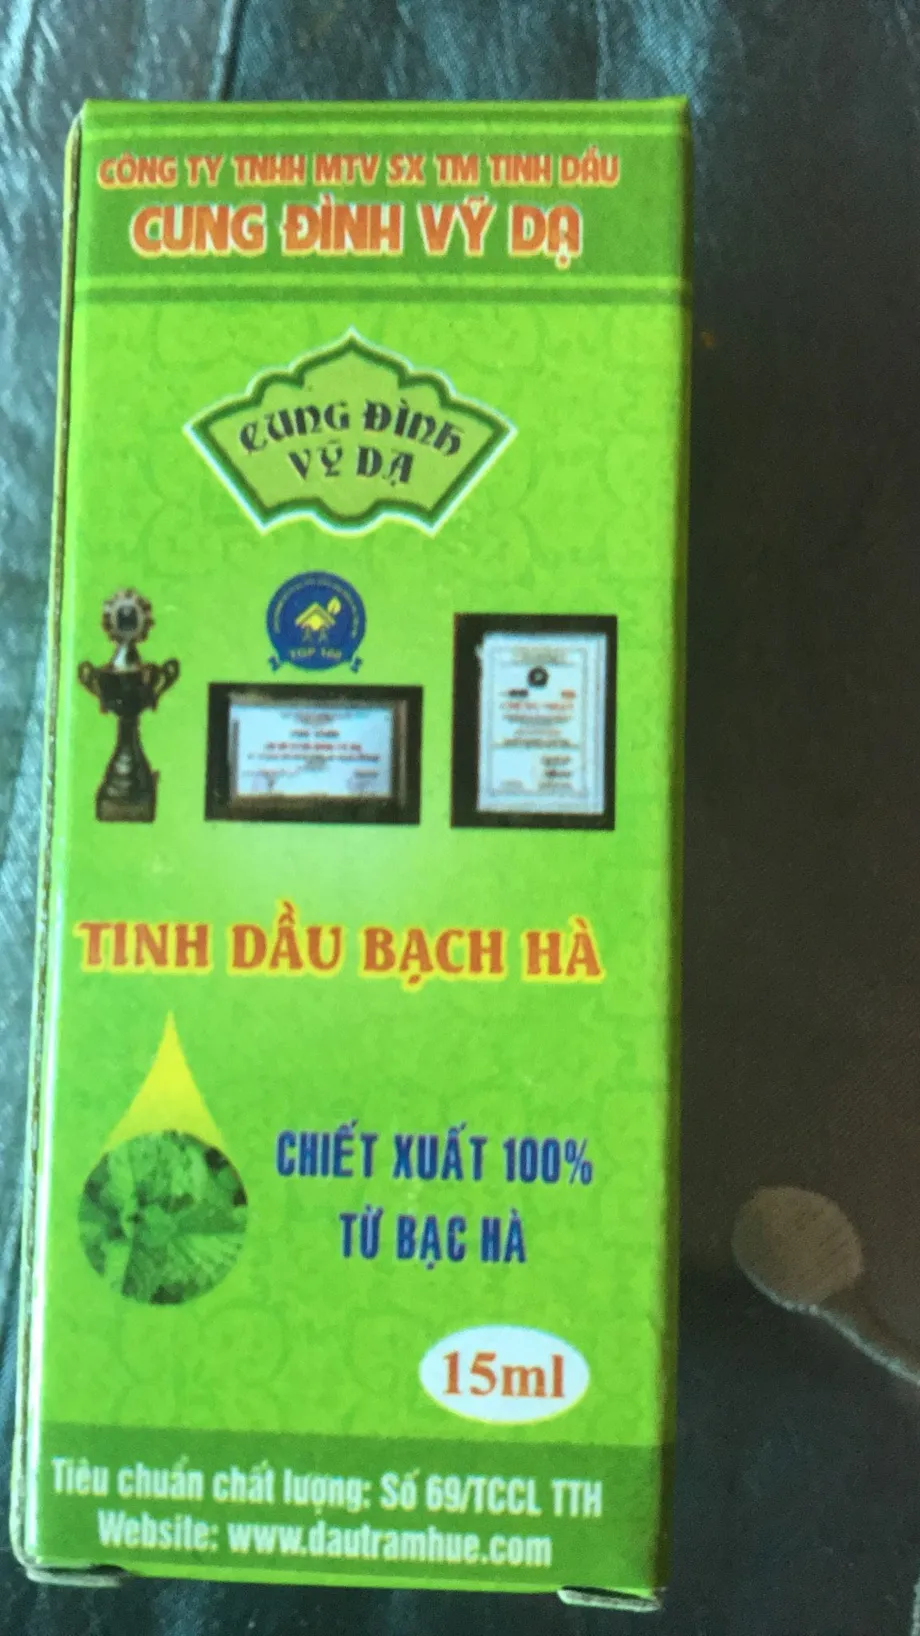 CÔNG TY TNHH MTV SX TM TINH DẦU
CUNG ĐÌNH VỸ DẠ
CUNG ĐÌNH
VỸ DẠ
TOP 100
TINH DẦU BẠCH HÀ
CHIẾT XUẤT 100%
TỪ BẠC HÀ
15ml
Tiêu chuẩn chất lượng: Số 69/TCCL TTH
Website: www.dautramhue.com